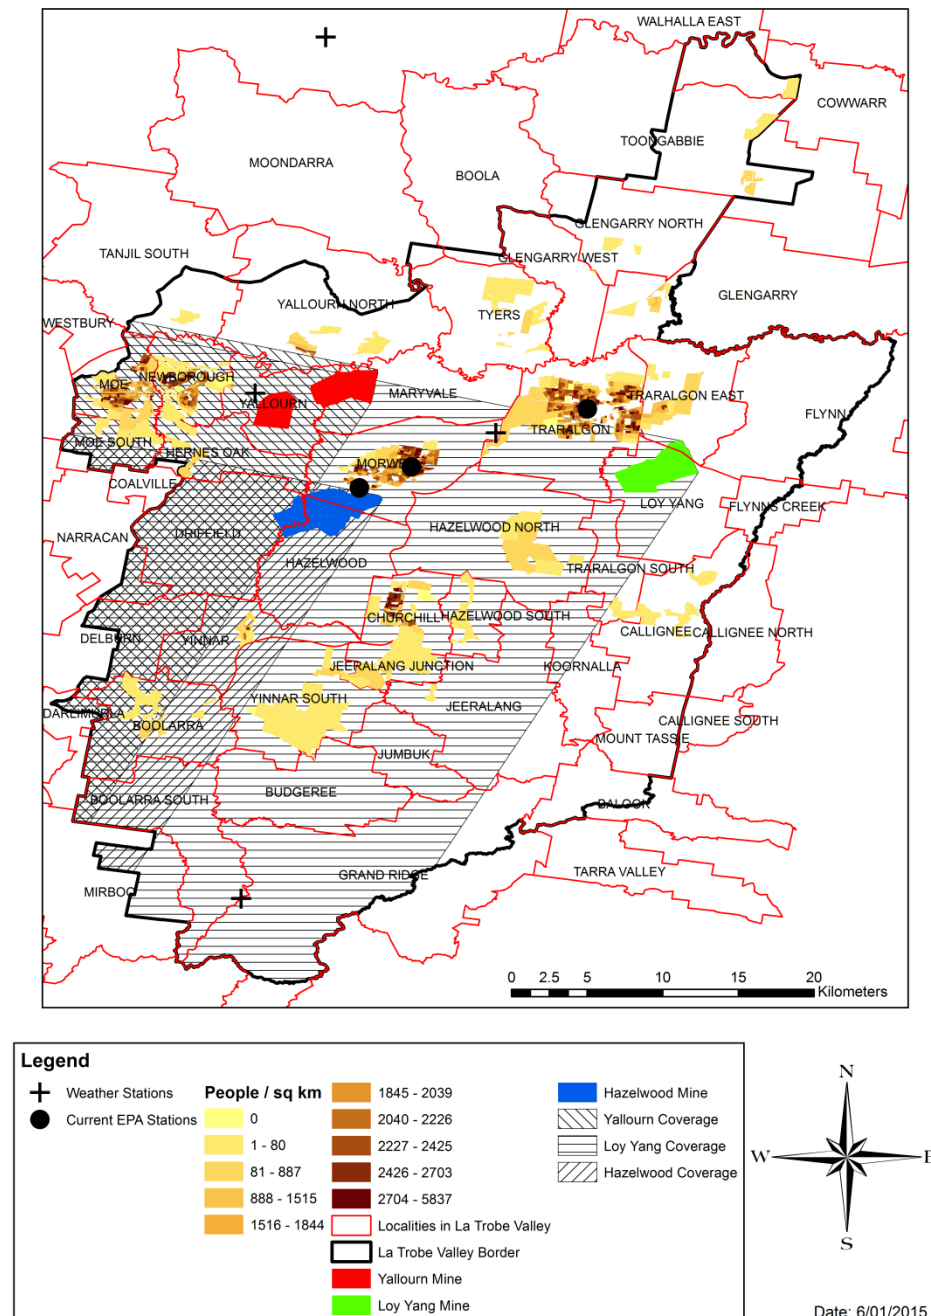 WALHALLA EAST
COWWARR
TOONGABBIE
MOONDARRA
BOOLA
GLENGARRY NORTH
TANJIL SOUTH
GLENGARRY WEST
GLENGARRY
YALLOURN NORTH
TYERS
WESTBURY
NEWBOROUGH
MOE
MARYVALE
TRARALGON EAST
YALLOURN
FLYNN
TRARALGON
MOE SOUTH
HERNES OAK
COALVILLE
LOY YANG
FLYNNS CREEK
HAZELWOOD NORTH
DRIFFIELD
NARRACAN
HAZELWOOD
TRARALGON SOUTH
CHURCHILL
HAZELWOOD SOUTH
CALLIGNEE
CALLIGNEE NORTH
DELBURN
YINNAR
JEERALANG JUNCTION
KOORNALLA
YINNAR SOUTH
JEERALANG
DARLIMURLA
BOOLARRA
CALLIGNEE SOUTH
MOUNT TASSIE
JUMBUK
BUDGEREE
BOOLARRA SOUTH
BALOOK
GRAND RIDGE
TARRA VALLEY
0 2.5 5 10 15 20
Kilometers
Legend
Weather Stations
Current EPA Stations
People / sq km
0
1 - 80
81 - 887
888 - 1515
1516 - 1844
1845 - 2039
2040 - 2226
2227 - 2425
2426 - 2703
2704 - 5837
Localities in La Trobe Valley
La Trobe Valley Border
Yallourn Mine
Loy Yang Mine
Hazelwood Mine
Yallourn Coverage
Loy Yang Coverage
Hazelwood Coverage
N
W
E
S
Date: 6/01/2015